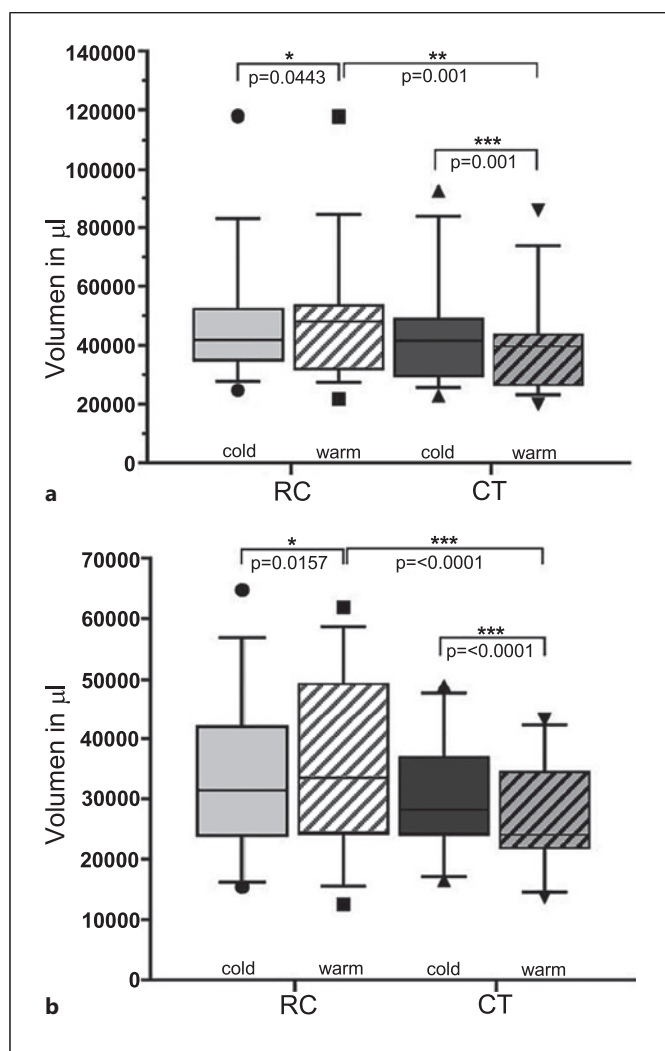 140000
*
**
p=0.0443
p=0.001
120000
***
p=0.001
100000
80000
60000
40000
20000
0
Volumen in µl
cold
warm
cold
warm
a
RC
CT
*
***
70000
p=0.0157
p=<0.0001
60000
***
p=<0.0001
50000
40000
30000
20000
10000
0
Volumen in µl
cold
warm
cold
warm
b
RC
CT